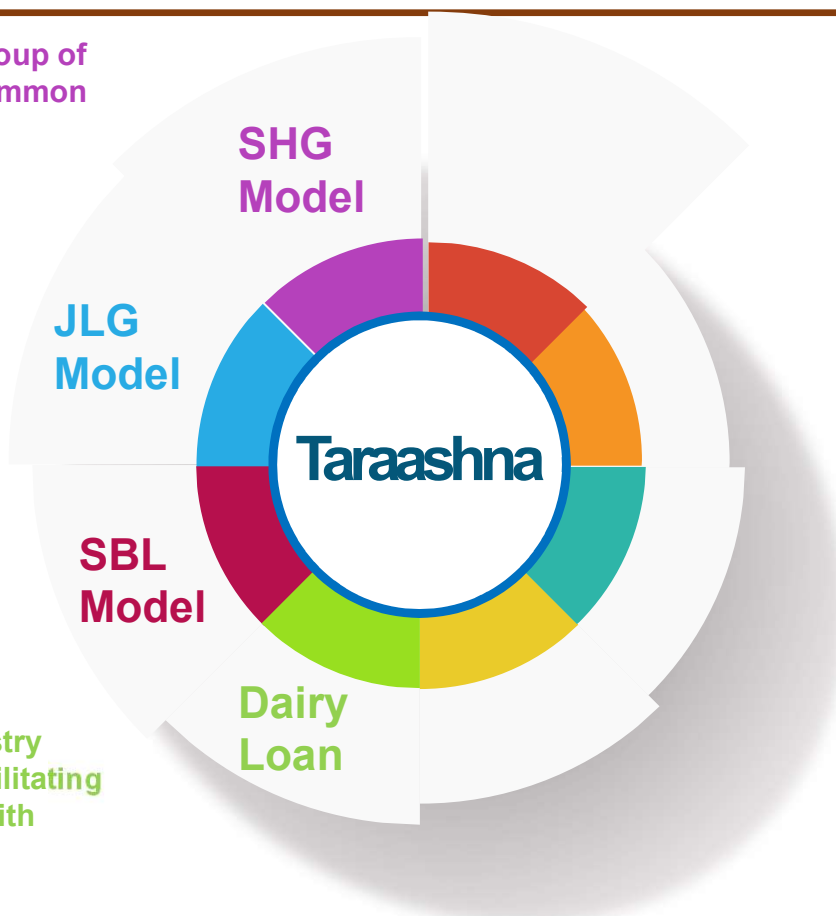 oup of
mmon
SHG
Model
JLG
Model
Taraashna
SBL
Model
Dairy
Loan
stry
ilitating
ith